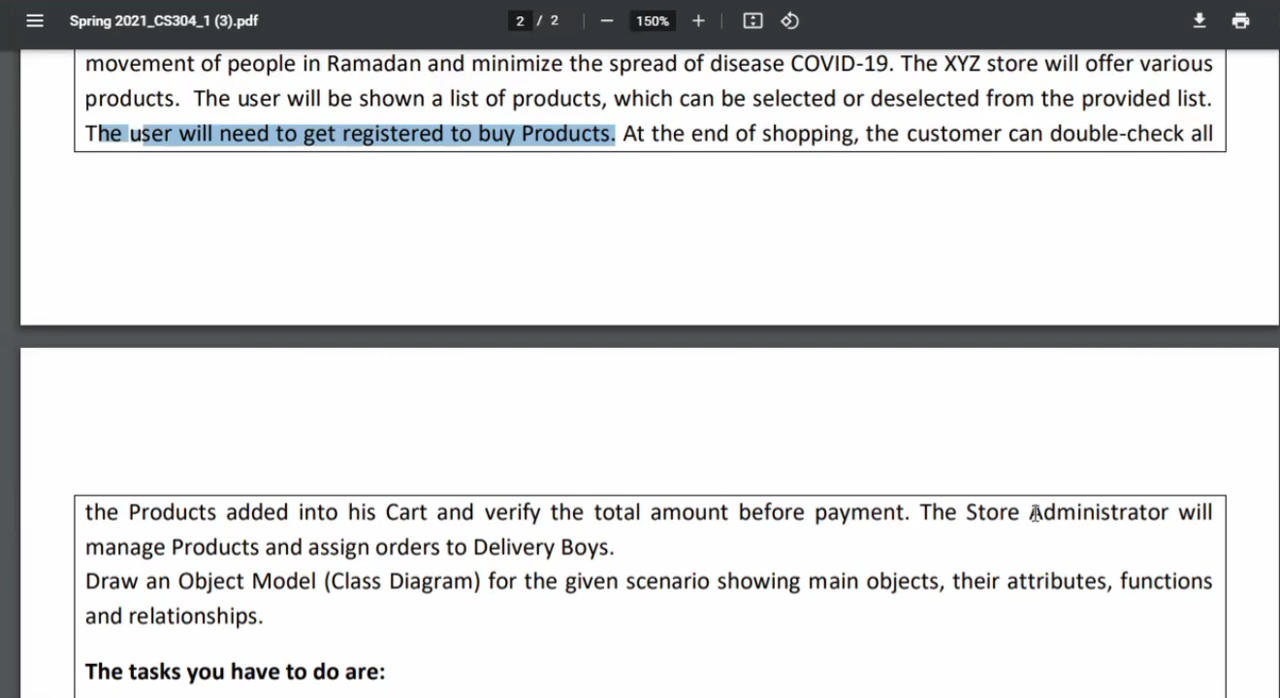 Spring 2021_CS304_1 (3).pdf 2 / 2 150%
movement of people in Ramadan and minimize the spread of disease COVID-19. The XYZ store will offer various
products. The user will be shown a list of products, which can be selected or deselected from the provided list.
The user will need to get registered to buy Products. At the end of shopping, the customer can double-check all
the Products added into his Cart and verify the total amount before payment. The Store Administrator will
manage Products and assign orders to Delivery Boys.
Draw an Object Model (Class Diagram) for the given scenario showing main objects, their attributes, functions
and relationships.
The tasks you have to do are: